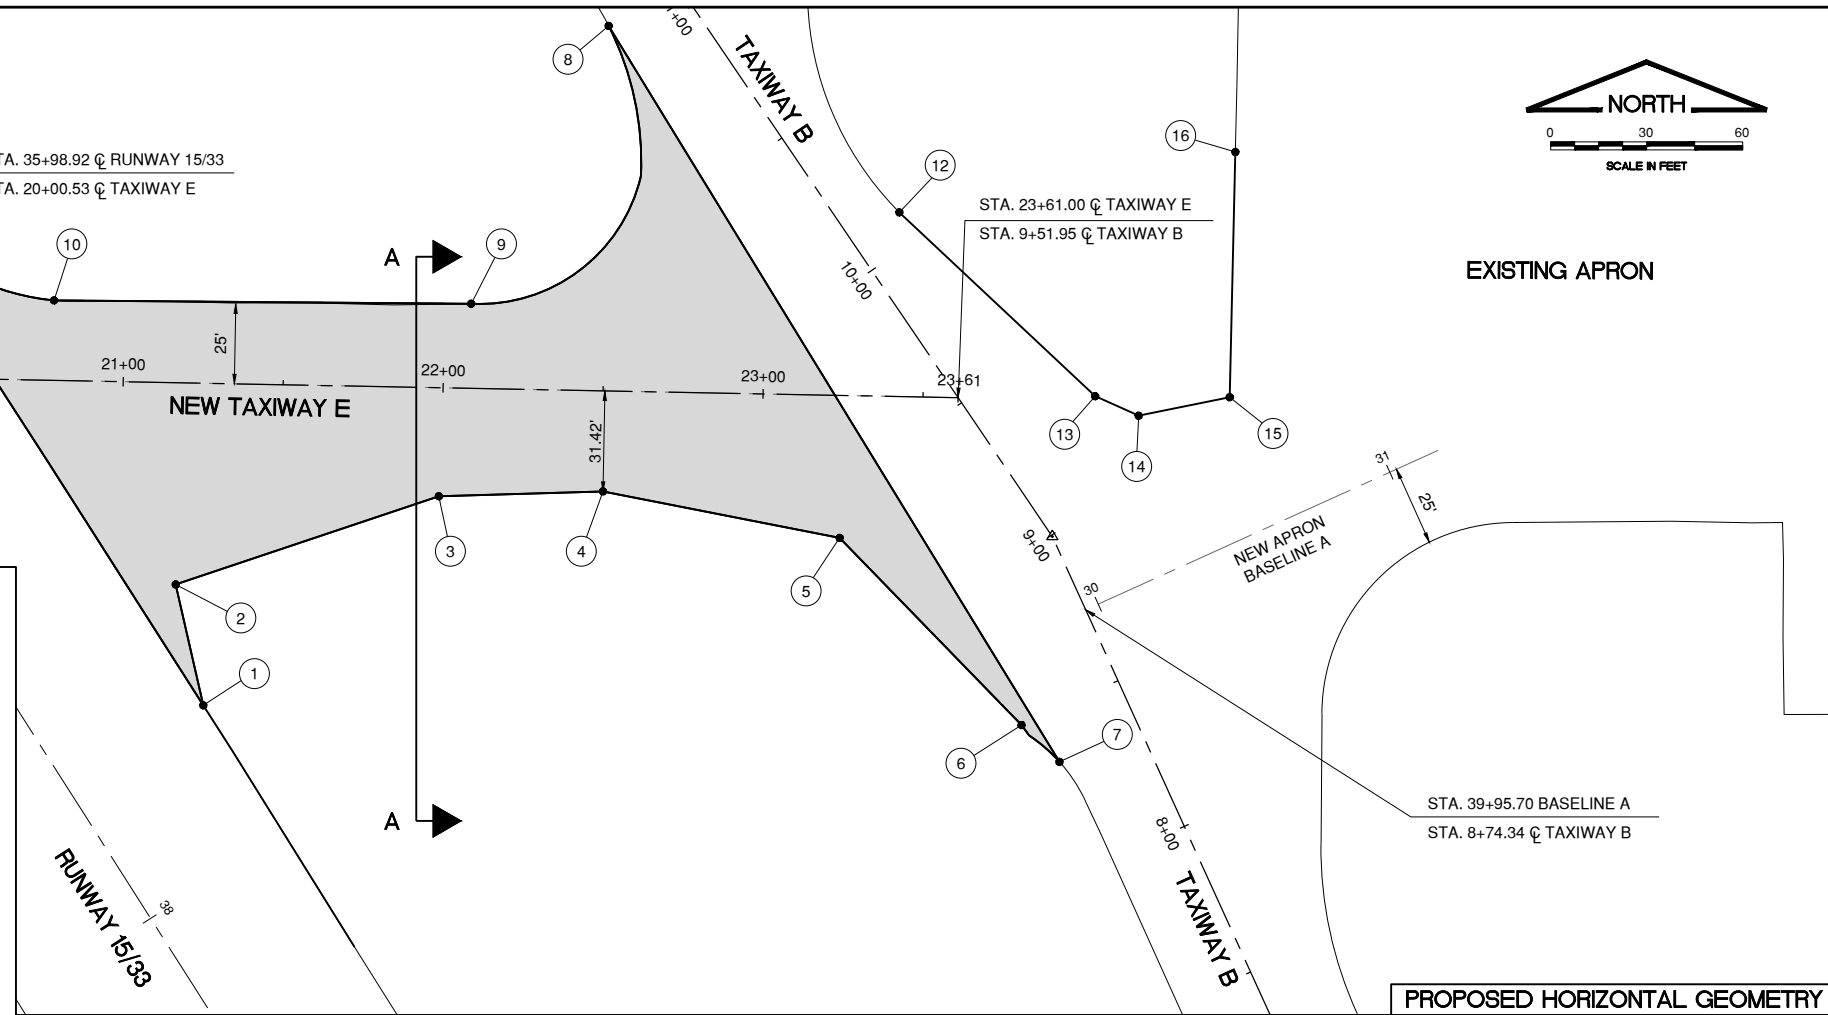 1+00
8
TAXIWAY B
NORTH
0 30 60
SCALE IN FEET
16
12
TA. 35+98.92 ℄ RUNWAY 15/33
TA. 20+00.53 ℄ TAXIWAY E
STA. 23+61.00 ℄ TAXIWAY E
STA. 9+51.95 ℄ TAXIWAY B
10
A
9
EXISTING APRON
10+00
25'
21+00
22+00
23+00
23+61
NEW TAXIWAY E
31.42'
13
14
15
31
25'
NEW APRON
BASELINE A
9+00
30
3
4
5
2
1
6
7
STA. 39+95.70 BASELINE A
STA. 8+74.34 ℄ TAXIWAY B
A
8+00
RUNWAY 15/33
38
TAXIWAY B
PROPOSED HORIZONTAL GEOMETRY